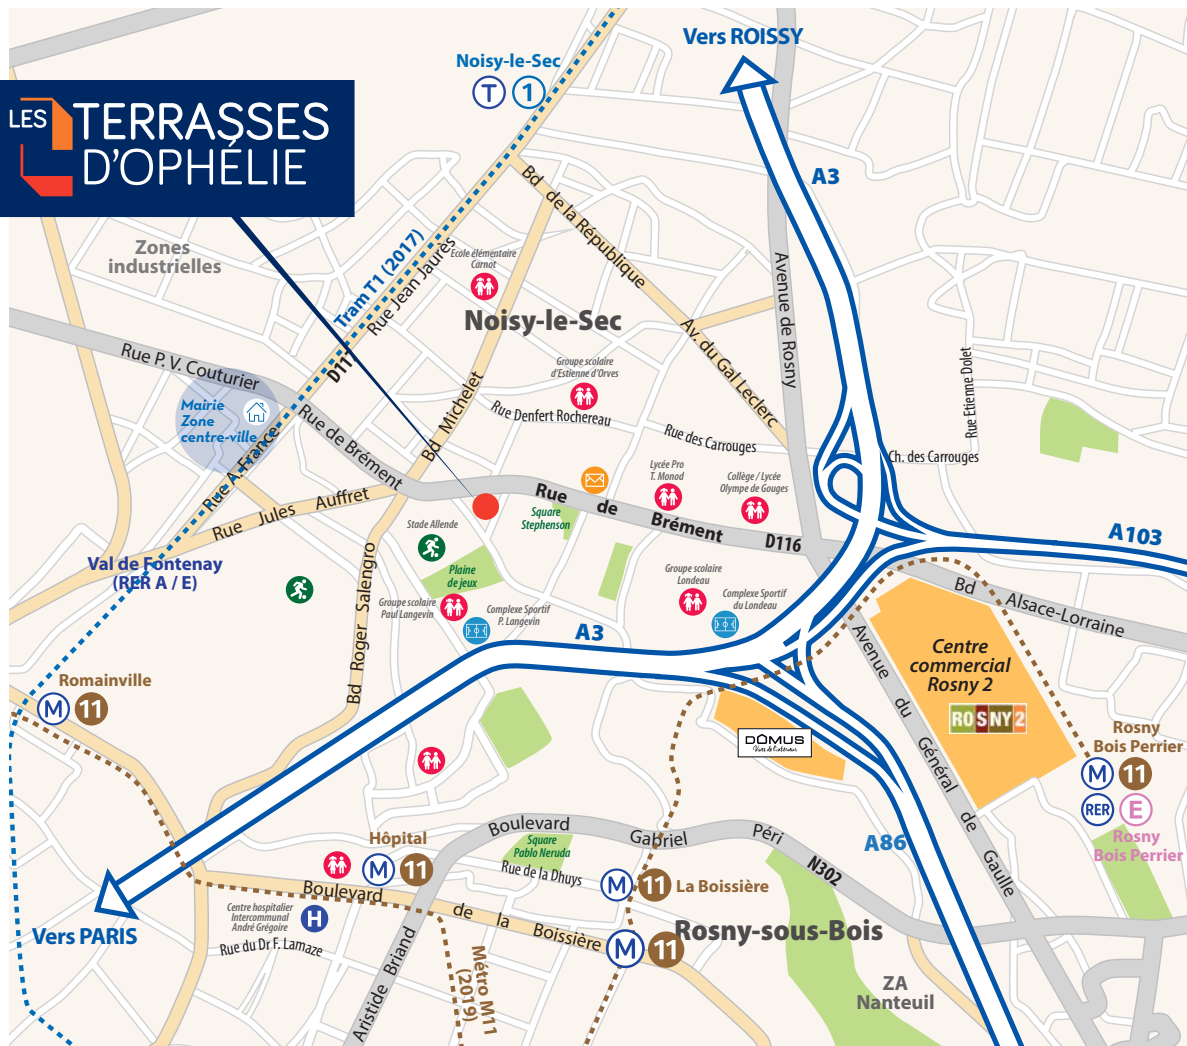 Vers ROISSY
Noisy-le-Sec
T 1
LES TERRASSES
D'OPHÉLIE
A3
Bd de la République
Zones
industrielles
Tram T1 (2017)
Rue Jean Jaurès
Ecole élémentaire
Carnot
Avenue de Rosny
Noisy-le-Sec
Av. du Gal Leclerc
Rue P. V. Couturier
D117
Groupe scolaire
d'Estienne d'Orves
Rue Etienne Dolet
Mairie
Zone
centre-ville
Rue de Brément
Bd Michelet
Rue Denfert Rochereau
Rue des Carrouges
Ch. des Carrouges
Rue A. France
Lycée Pro
T. Monod
Collège / Lycée
Olympe de Gouges
Rue Jules Auffret
Rue de Brément
D116
Square
Stephenson
Stade Allende
A103
Val de Fontenay
(RER A / E)
Plaine
de jeux
Groupe scolaire
Londeau
Complexe Sportif
du Londeau
Bd Alsace-Lorraine
Groupe scolaire
Paul Langevin
Complexe Sportif
P. Langevin
Bd Roger Salengro
A3
Centre
commercial
Rosny 2
ROSNY2
Avenue du Général de Gaulle
Romainville
M 11
DÔMUS
Rosny
Bois Perrier
M 11
RER E
Rosny
Bois Perrier
A86
Boulevard Gabriel Péri
N302
Hôpital
M 11
Square
Pablo Neruda
Rue de la Dhuys
M 11 La Boissière
Boulevard de la Boissière
Centre hospitalier
Intercommunal
André Grégoire
H
Rue du Dr F. Lamaze
Vers PARIS
M 11
Rosny-sous-Bois
Aristide Briand
Métro M11
(2019)
ZA
Nanteuil